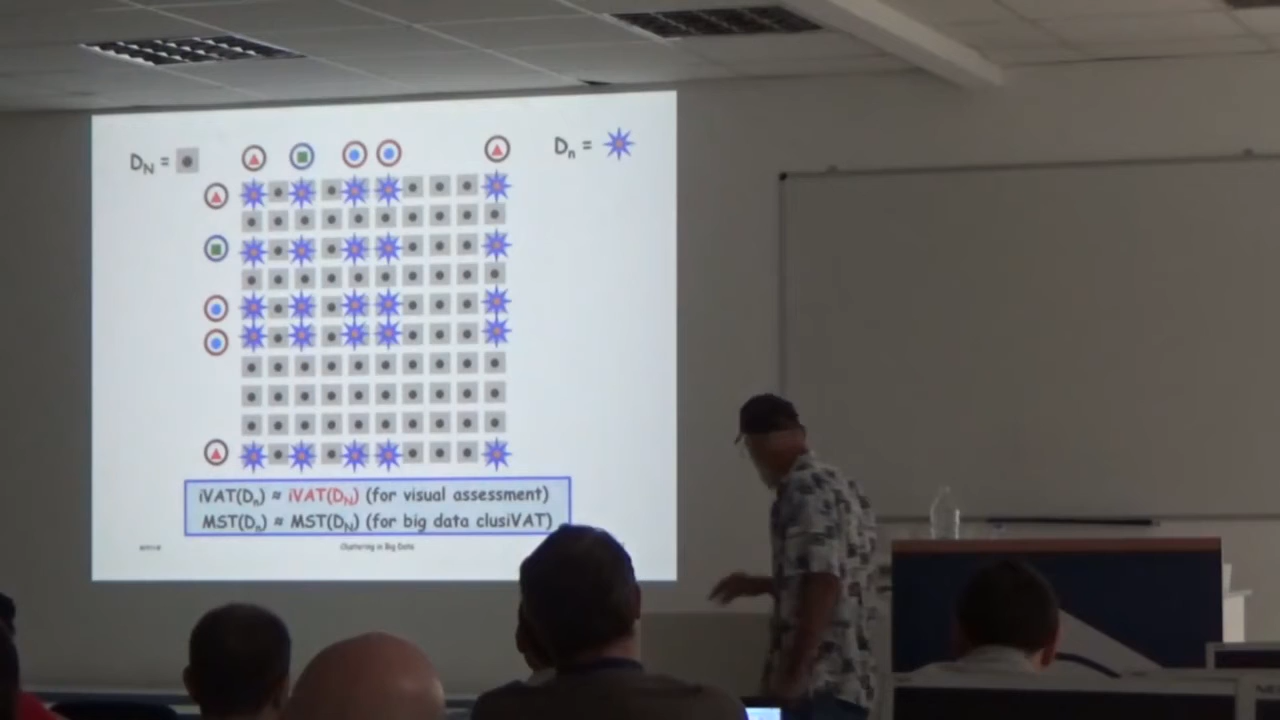 D_N =
D_n =
iVAT(D_n) ≈ iVAT(D_N) (for visual assessment)
MST(D_n) ≈ MST(D_N) (for big data clusiVAT)
Clustering in Big Data